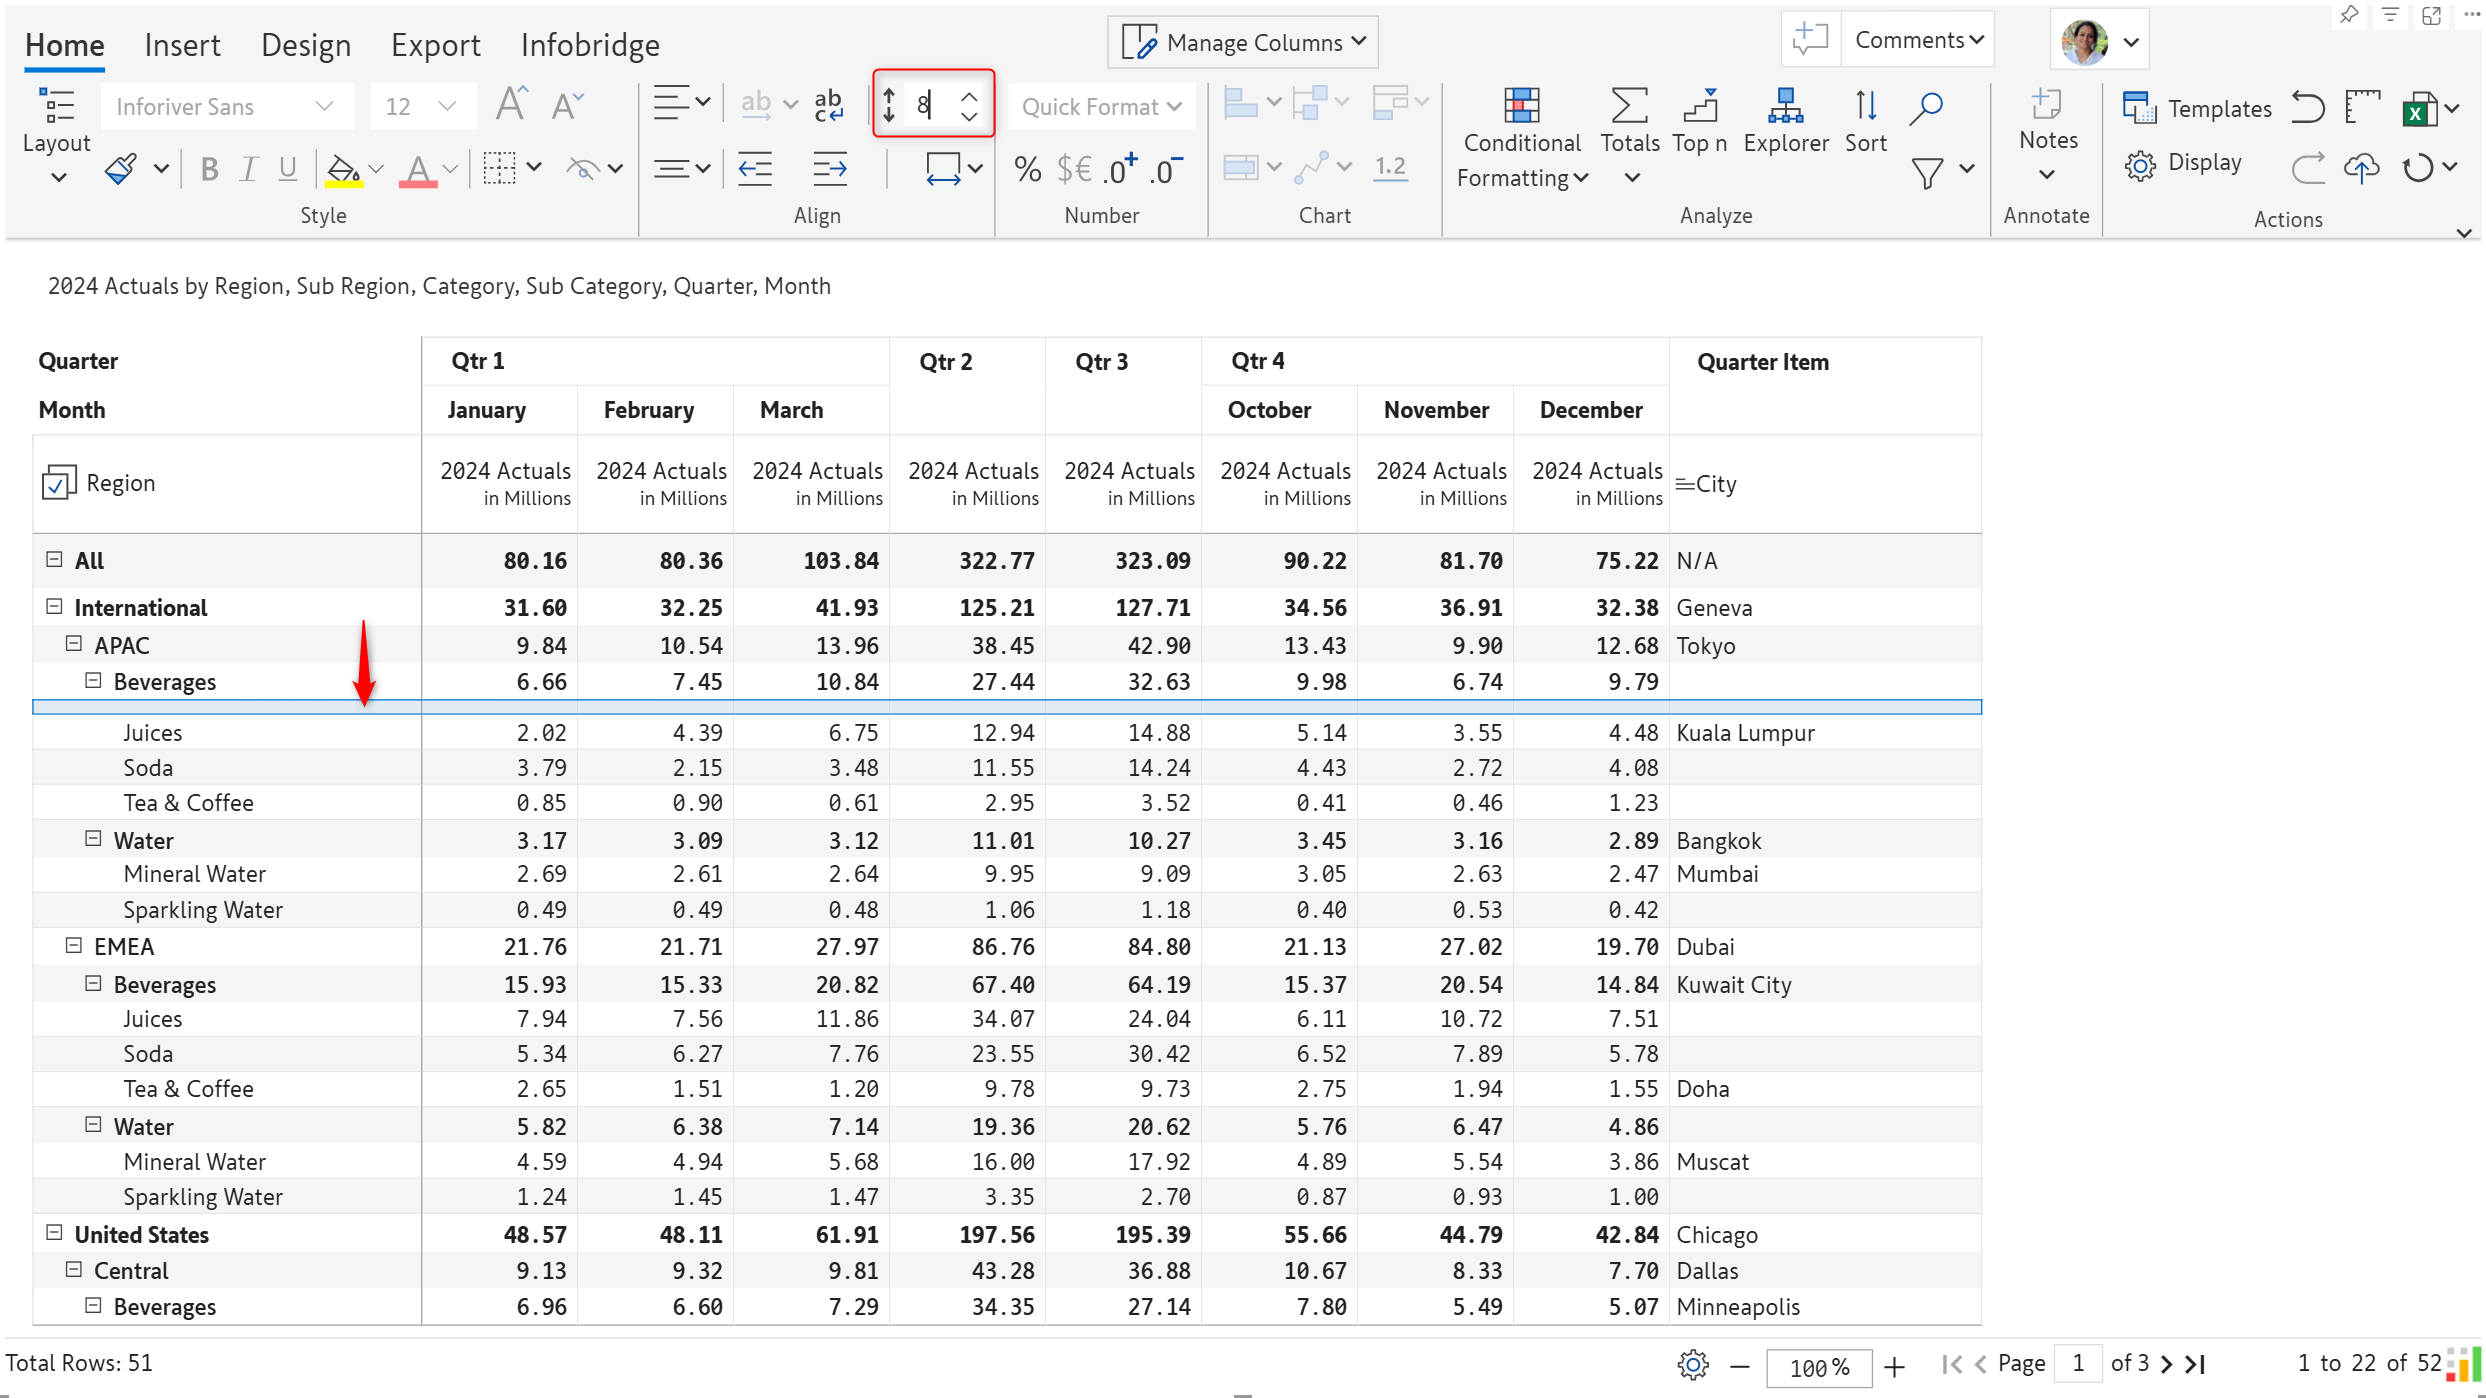 Home Insert Design Export Infobridge Manage Columns Comments
Inforiver Sans 12 A A ab ab c 8 Quick Format
Layout Conditional Formatting Totals Top n Explorer Sort Notes Templates
B I U A % $€ .0+ .0- 1.2 Display
Style Align Number Chart Analyze Annotate Actions
2024 Actuals by Region, Sub Region, Category, Sub Category, Quarter, Month
Quarter Qtr 1 Qtr 2 Qtr 3 Qtr 4 Quarter Item
Month January February March October November December
Region 2024 Actuals 2024 Actuals 2024 Actuals 2024 Actuals 2024 Actuals 2024 Actuals 2024 Actuals 2024 Actuals City
in Millions in Millions in Millions in Millions in Millions in Millions in Millions in Millions
All 80.16 80.36 103.84 322.77 323.09 90.22 81.70 75.22 N/A
International 31.60 32.25 41.93 125.21 127.71 34.56 36.91 32.38 Geneva
APAC 9.84 10.54 13.96 38.45 42.90 13.43 9.90 12.68 Tokyo
Beverages 6.66 7.45 10.84 27.44 32.63 9.98 6.74 9.79
Juices 2.02 4.39 6.75 12.94 14.88 5.14 3.55 4.48 Kuala Lumpur
Soda 3.79 2.15 3.48 11.55 14.24 4.43 2.72 4.08
Tea & Coffee 0.85 0.90 0.61 2.95 3.52 0.41 0.46 1.23
Water 3.17 3.09 3.12 11.01 10.27 3.45 3.16 2.89 Bangkok
Mineral Water 2.69 2.61 2.64 9.95 9.09 3.05 2.63 2.47 Mumbai
Sparkling Water 0.49 0.49 0.48 1.06 1.18 0.40 0.53 0.42
EMEA 21.76 21.71 27.97 86.76 84.80 21.13 27.02 19.70 Dubai
Beverages 15.93 15.33 20.82 67.40 64.19 15.37 20.54 14.84 Kuwait City
Juices 7.94 7.56 11.86 34.07 24.04 6.11 10.72 7.51
Soda 5.34 6.27 7.76 23.55 30.42 6.52 7.89 5.78
Tea & Coffee 2.65 1.51 1.20 9.78 9.73 2.75 1.94 1.55 Doha
Water 5.82 6.38 7.14 19.36 20.62 5.76 6.47 4.86
Mineral Water 4.59 4.94 5.68 16.00 17.92 4.89 5.54 3.86 Muscat
Sparkling Water 1.24 1.45 1.47 3.35 2.70 0.87 0.93 1.00
United States 48.57 48.11 61.91 197.56 195.39 55.66 44.79 42.84 Chicago
Central 9.13 9.32 9.81 43.28 36.88 10.67 8.33 7.70 Dallas
Beverages 6.96 6.60 7.29 34.35 27.14 7.80 5.49 5.07 Minneapolis
Total Rows: 51 100% Page 1 of 3 1 to 22 of 52